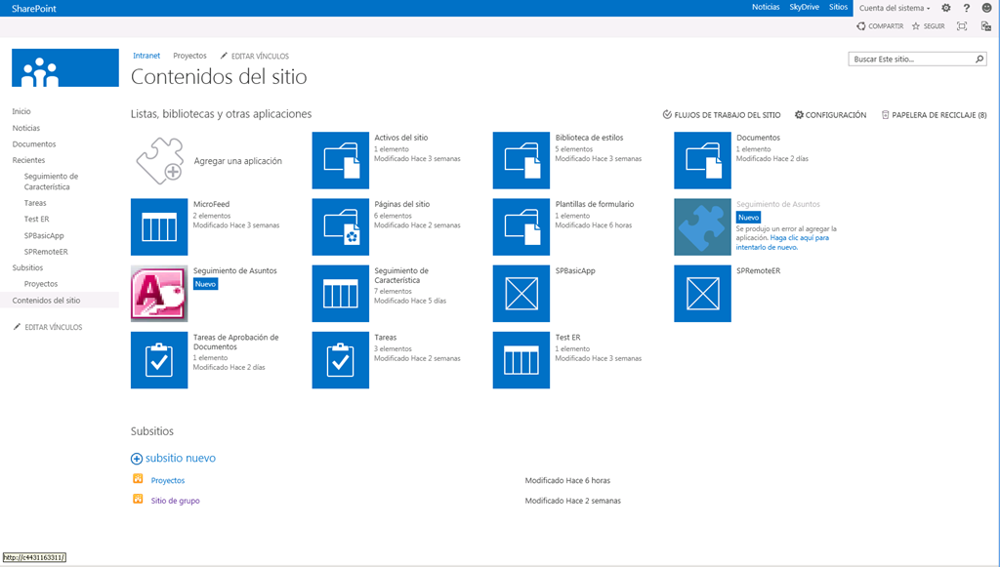 SharePoint
Noticias SkyDrive Sitios Cuenta del sistema ?
COMPARTIR SEGUIR
Intranet Proyectos EDITAR VÍNCULOS
Contenidos del sitio
Buscar Este sitio...
Inicio
Noticias
Documentos
Recientes
Seguimiento de
Característica
Tareas
Test ER
SPBasicApp
SPRemoteER
Subsitios
Proyectos
Contenidos del sitio
EDITAR VÍNCULOS
Listas, bibliotecas y otras aplicaciones
FLUJOS DE TRABAJO DEL SITIO CONFIGURACIÓN PAPELERA DE RECICLAJE (8)
Agregar una aplicación
Activos del sitio
1 elemento
Modificado Hace 3 semanas
Biblioteca de estilos
5 elementos
Modificado Hace 3 semanas
Documentos
1 elemento
Modificado Hace 2 días
MicroFeed
2 elementos
Modificado Hace 3 semanas
Páginas del sitio
6 elementos
Modificado Hace 2 semanas
Plantillas de formulario
1 elemento
Modificado Hace 6 horas
Seguimiento de Asuntos
Nuevo
Se produjo un error al agregar la
aplicación. Haga clic aquí para
intentarlo de nuevo.
A
Seguimiento de Asuntos
Nuevo
Seguimiento de
Característica
7 elementos
Modificado Hace 5 días
SPBasicApp
SPRemoteER
Tareas de Aprobación de
Documentos
1 elemento
Modificado Hace 2 días
Tareas
3 elementos
Modificado Hace 2 semanas
Test ER
1 elemento
Modificado Hace 3 semanas
Subsitios
subsitio nuevo
Proyectos Modificado Hace 6 horas
Sitio de grupo Modificado Hace 2 semanas
http://c4431163311/